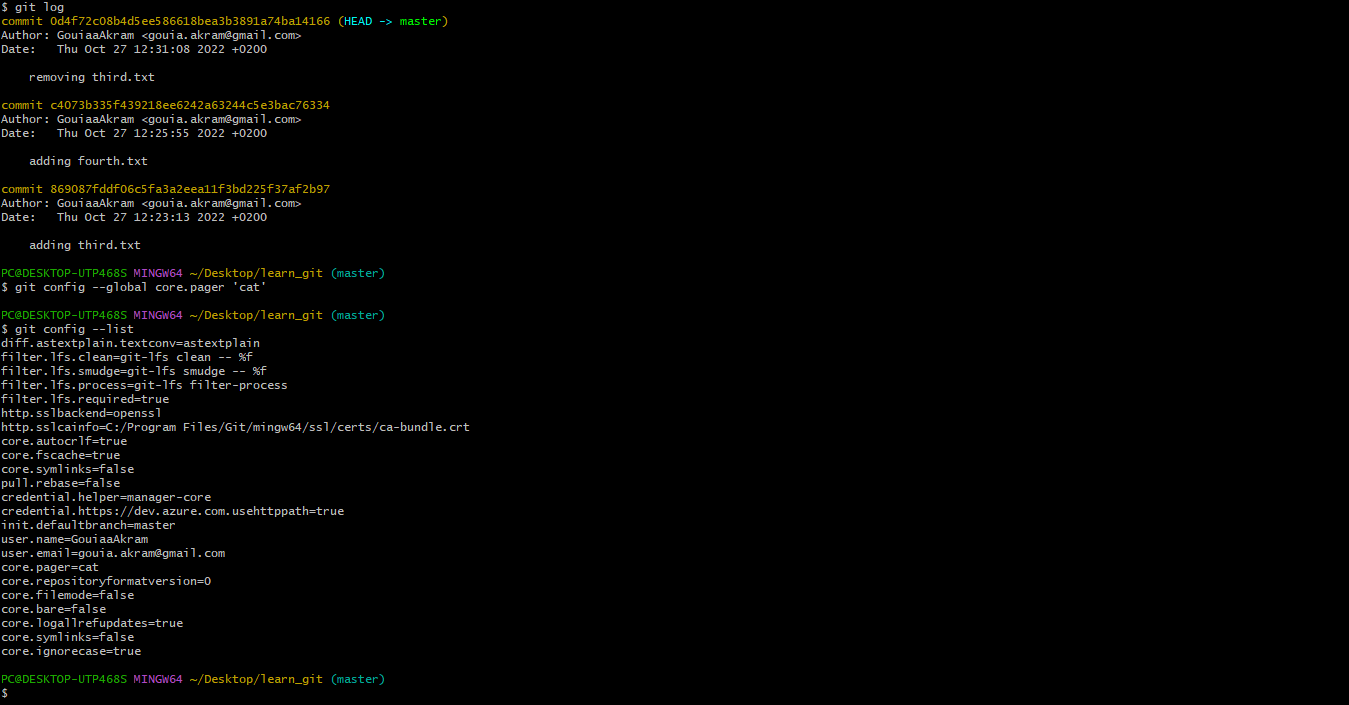 $ git log
commit 0d4f72c08b4d5ee586618bea3b3891a74ba14166 (HEAD -> master)
Author: GouiaaAkram <gouia.akram@gmail.com>
Date:   Thu Oct 27 12:31:08 2022 +0200

    removing third.txt

commit c4073b335f439218ee6242a63244c5e3bac76334
Author: GouiaaAkram <gouia.akram@gmail.com>
Date:   Thu Oct 27 12:25:55 2022 +0200

    adding fourth.txt

commit 869087fddf06c5fa3a2eea11f3bd225f37af2b97
Author: GouiaaAkram <gouia.akram@gmail.com>
Date:   Thu Oct 27 12:23:13 2022 +0200

    adding third.txt

PC@DESKTOP-UTP468S MINGW64 ~/Desktop/learn_git (master)
$ git config --global core.pager 'cat'

PC@DESKTOP-UTP468S MINGW64 ~/Desktop/learn_git (master)
$ git config --list
diff.astextplain.textconv=astextplain
filter.lfs.clean=git-lfs clean -- %f
filter.lfs.smudge=git-lfs smudge -- %f
filter.lfs.process=git-lfs filter-process
filter.lfs.required=true
http.sslbackend=openssl
http.sslcainfo=C:/Program Files/Git/mingw64/ssl/certs/ca-bundle.crt
core.autocrlf=true
core.fscache=true
core.symlinks=false
pull.rebase=false
credential.helper=manager-core
credential.https://dev.azure.com.usehttppath=true
init.defaultbranch=master
user.name=GouiaaAkram
user.email=gouia.akram@gmail.com
core.pager=cat
core.repositoryformatversion=0
core.filemode=false
core.bare=false
core.logallrefupdates=true
core.symlinks=false
core.ignorecase=true

PC@DESKTOP-UTP468S MINGW64 ~/Desktop/learn_git (master)
$